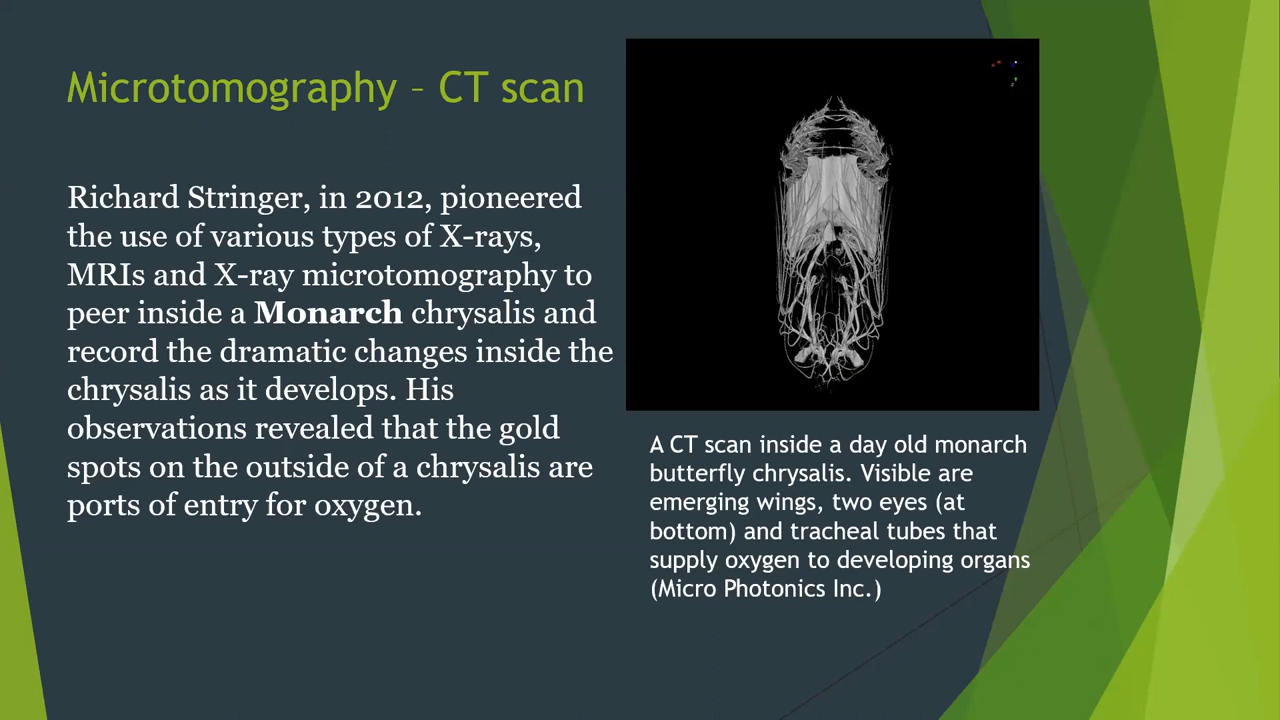 Microtomography – CT scan
Richard Stringer, in 2012, pioneered
the use of various types of X-rays,
MRIs and X-ray microtomography to
peer inside a Monarch chrysalis and
record the dramatic changes inside the
chrysalis as it develops. His
observations revealed that the gold
spots on the outside of a chrysalis are
ports of entry for oxygen.
A CT scan inside a day old monarch
butterfly chrysalis. Visible are
emerging wings, two eyes (at
bottom) and tracheal tubes that
supply oxygen to developing organs
(Micro Photonics Inc.)